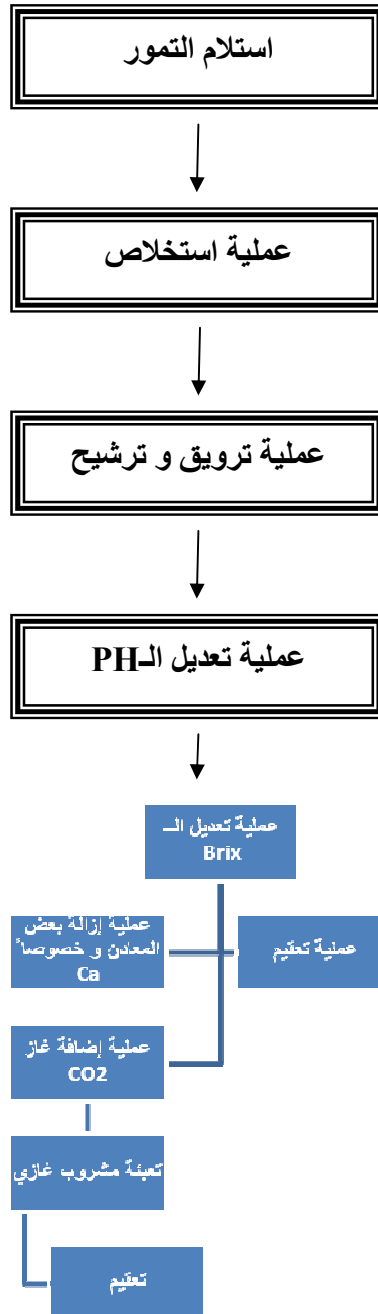 استلام التمور
عملية استخلاص
عملية ترويق و ترشيح
عملية تعديل الـPH
عملية تعديل الـ
Brix
عملية إزالة بعض
المعادن و خصوصاً
Ca
عملية تعقيم
عملية إضافة غاز
CO2
تعبئة مشروب غازي
تعقيم